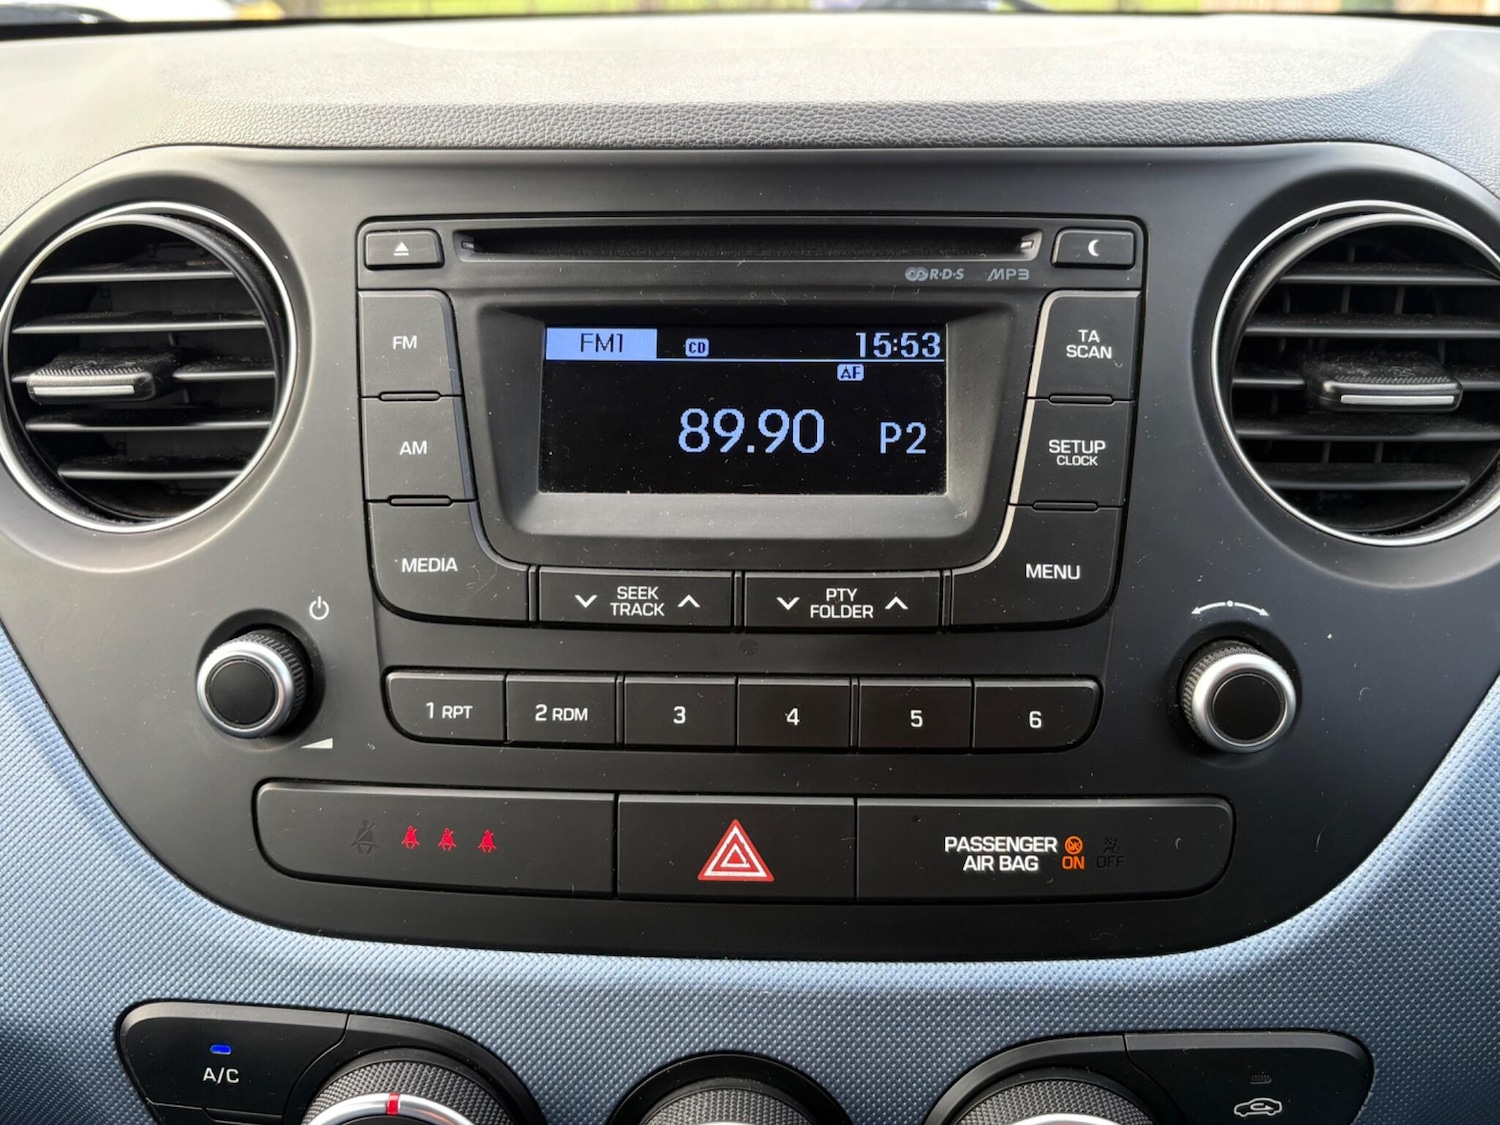 R·D·S MP3
FM
AM
MEDIA
FM1 CD 15:53
AF
89.90 P2
TA
SCAN
SETUP
CLOCK
MENU
SEEK
TRACK
PTY
FOLDER
1 RPT
2 RDM
3
4
5
6
PASSENGER
AIR BAG ON OFF
A/C